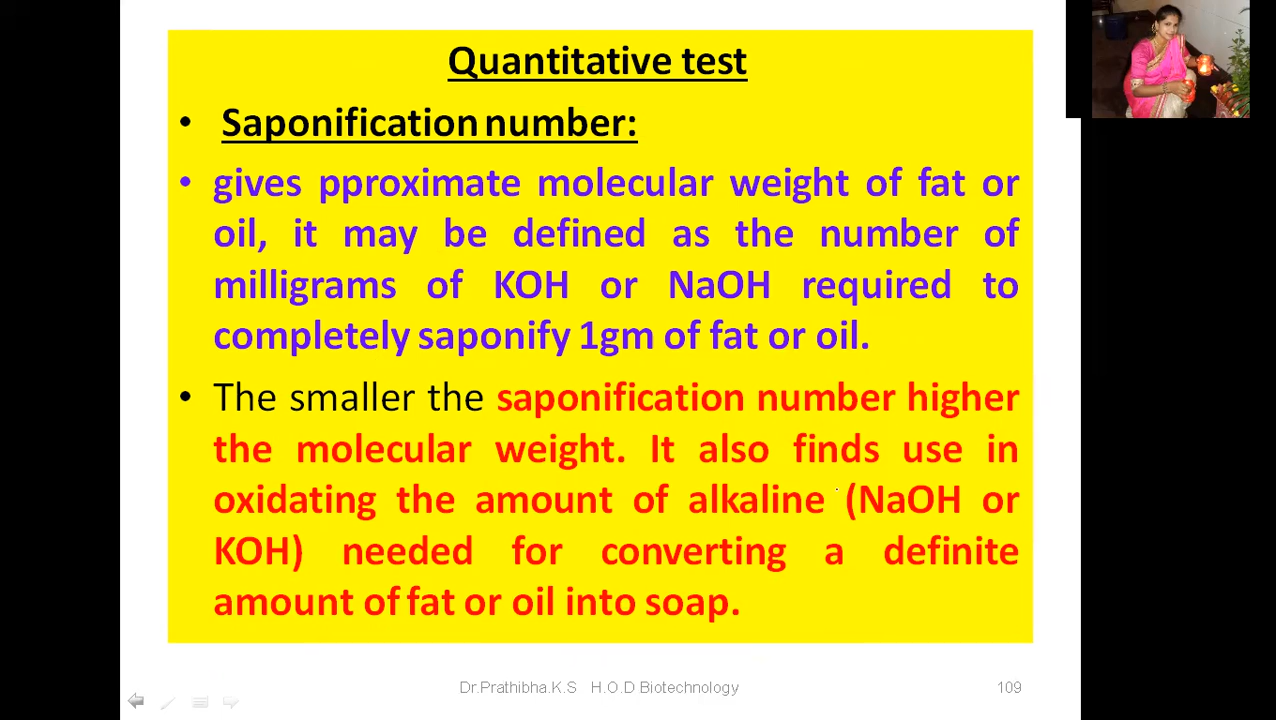 Quantitative test
• Saponification number:
• gives pproximate molecular weight of fat or
oil, it may be defined as the number of
milligrams of KOH or NaOH required to
completely saponify 1gm of fat or oil.
• The smaller the saponification number higher
the molecular weight. It also finds use in
oxidating the amount of alkaline (NaOH or
KOH) needed for converting a definite
amount of fat or oil into soap.
Dr.Prathibha.K.S H.O.D Biotechnology 109